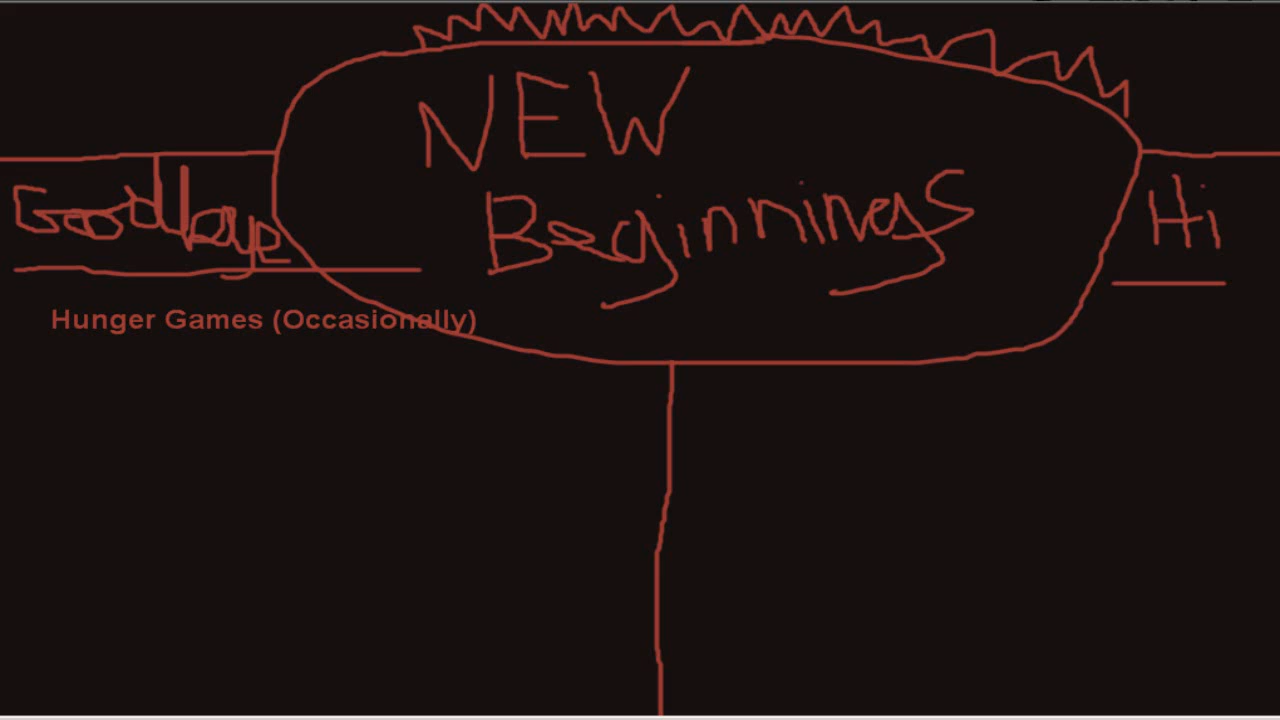 NEW
Beginnings
Goodbye
Hi
Hunger Games (Occasionally)